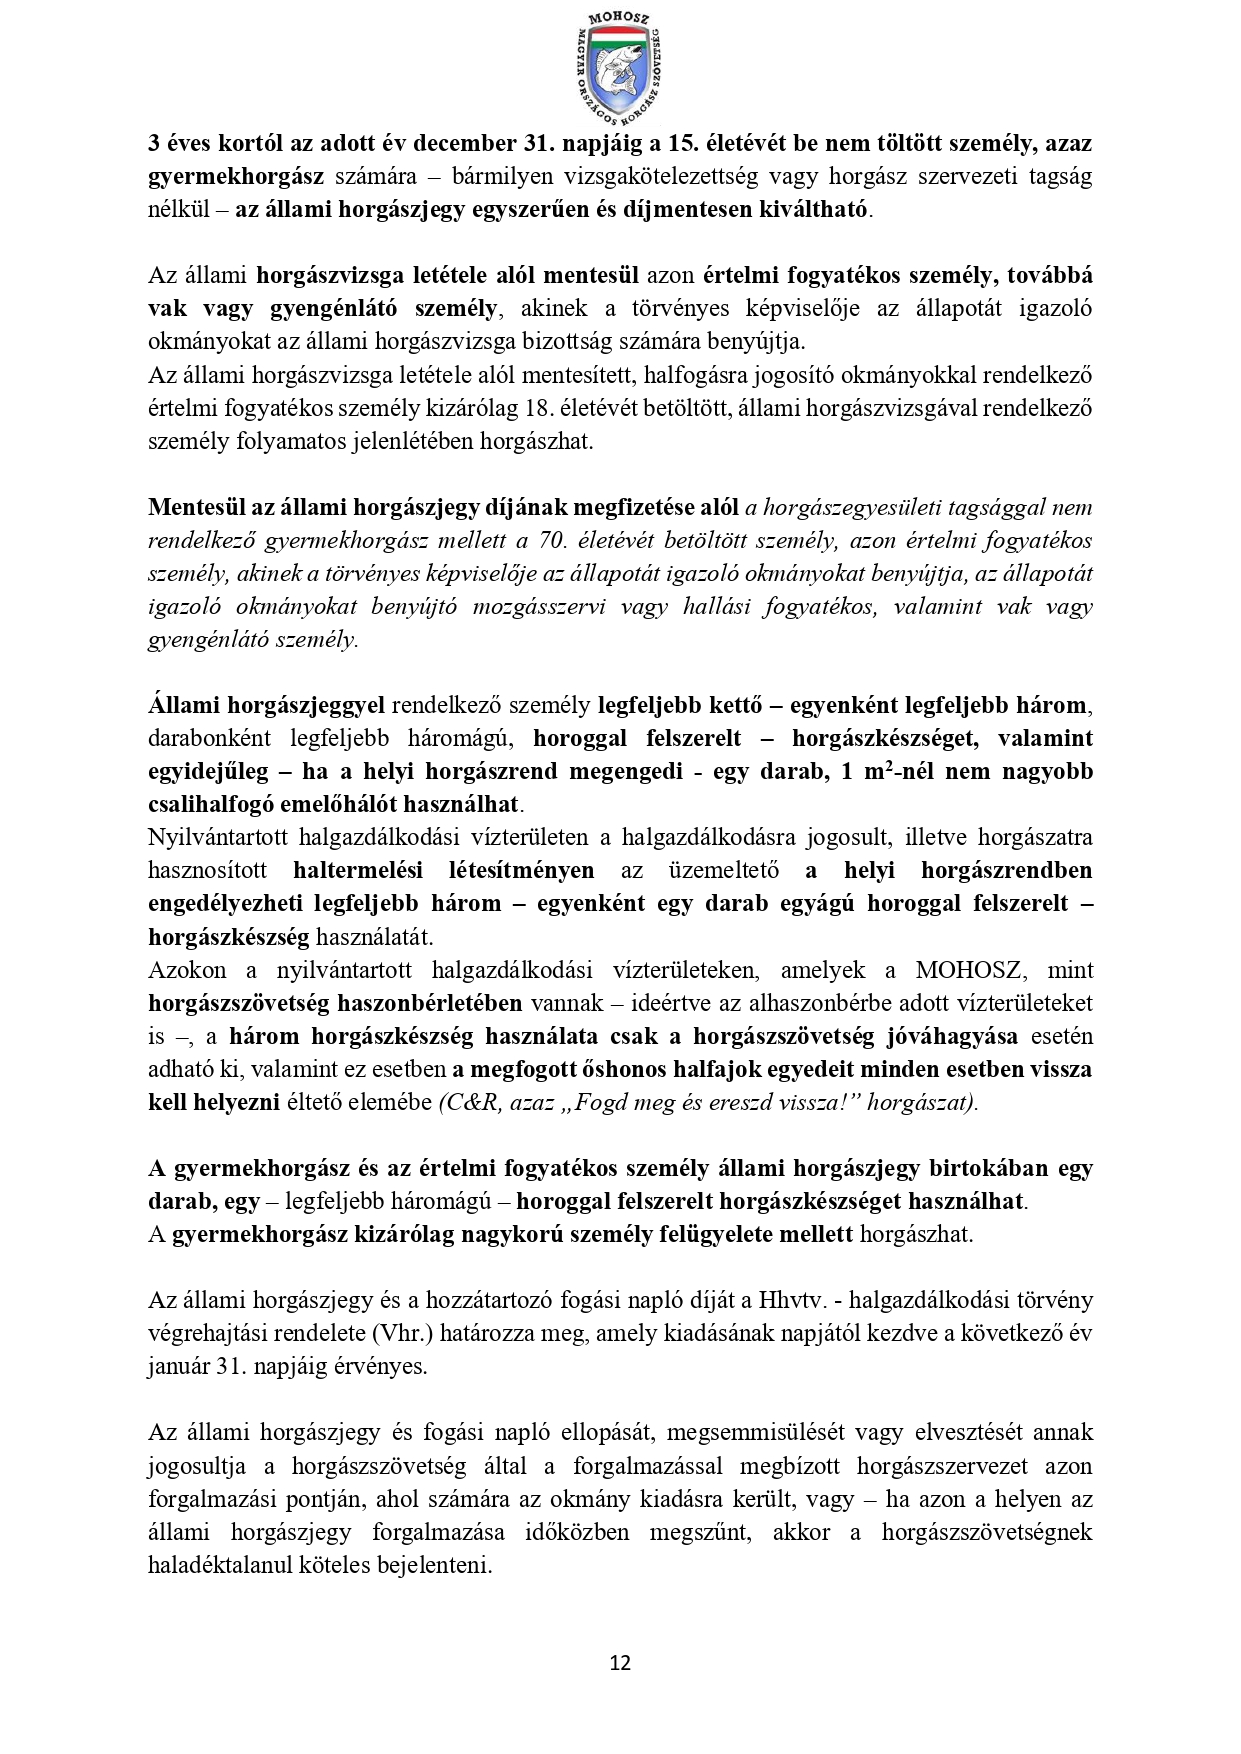 MOHOSZ
MAGYAR ORSZÁGOS HORGÁSZ SZÖVETSÉG
3 éves kortól az adott év december 31. napjáig a 15. életévét be nem töltött személy, azaz
gyermekhorgász számára – bármilyen vizsgakötelezettség vagy horgász szervezeti tagság
nélkül – az állami horgászjegy egyszerűen és díjmentesen kiváltható.
Az állami horgászvizsga letétele alól mentesül azon értelmi fogyatékos személy, továbbá
vak vagy gyengénlátó személy, akinek a törvényes képviselője az állapotát igazoló
okmányokat az állami horgászvizsga bizottság számára benyújtja.
Az állami horgászvizsga letétele alól mentesített, halfogásra jogosító okmányokkal rendelkező
értelmi fogyatékos személy kizárólag 18. életévét betöltött, állami horgászvizsgával rendelkező
személy folyamatos jelenlétében horgászhat.
Mentesül az állami horgászjegy díjának megfizetése alól a horgászegyesületi tagsággal nem
rendelkező gyermekhorgász mellett a 70. életévét betöltött személy, azon értelmi fogyatékos
személy, akinek a törvényes képviselője az állapotát igazoló okmányokat benyújtja, az állapotát
igazoló okmányokat benyújtó mozgásszervi vagy hallási fogyatékos, valamint vak vagy
gyengénlátó személy.
Állami horgászjeggyel rendelkező személy legfeljebb kettő – egyenként legfeljebb három,
darabonként legfeljebb háromágú, horoggal felszerelt – horgászkészséget, valamint
egyidejűleg – ha a helyi horgászrend megengedi - egy darab, 1 m²-nél nem nagyobb
csalihalfogó emelőhálót használhat.
Nyilvántartott halgazdálkodási vízterületen a halgazdálkodásra jogosult, illetve horgászatra
hasznosított haltermelési létesítményen az üzemeltető a helyi horgászrendben
engedélyezheti legfeljebb három – egyenként egy darab egyágú horoggal felszerelt –
horgászkészség használatát.
Azokon a nyilvántartott halgazdálkodási vízterületeken, amelyek a MOHOSZ, mint
horgászszövetség haszonbérletében vannak – ideértve az alhaszonbérbe adott vízterületeket
is –, a három horgászkészség használata csak a horgászszövetség jóváhagyása esetén
adható ki, valamint ez esetben a megfogott őshonos halfajok egyedeit minden esetben vissza
kell helyezni éltető elemébe (C&R, azaz „Fogd meg és ereszd vissza!” horgászat).
A gyermekhorgász és az értelmi fogyatékos személy állami horgászjegy birtokában egy
darab, egy – legfeljebb háromágú – horoggal felszerelt horgászkészséget használhat.
A gyermekhorgász kizárólag nagykorú személy felügyelete mellett horgászhat.
Az állami horgászjegy és a hozzátartozó fogási napló díját a Hhvtv. - halgazdálkodási törvény
végrehajtási rendelete (Vhr.) határozza meg, amely kiadásának napjától kezdve a következő év
január 31. napjáig érvényes.
Az állami horgászjegy és fogási napló ellopását, megsemmisülését vagy elvesztését annak
jogosultja a horgászszövetség által a forgalmazással megbízott horgászszervezet azon
forgalmazási pontján, ahol számára az okmány kiadásra került, vagy – ha azon a helyen az
állami horgászjegy forgalmazása időközben megszűnt, akkor a horgászszövetségnek
haladéktalanul köteles bejelenteni.
12